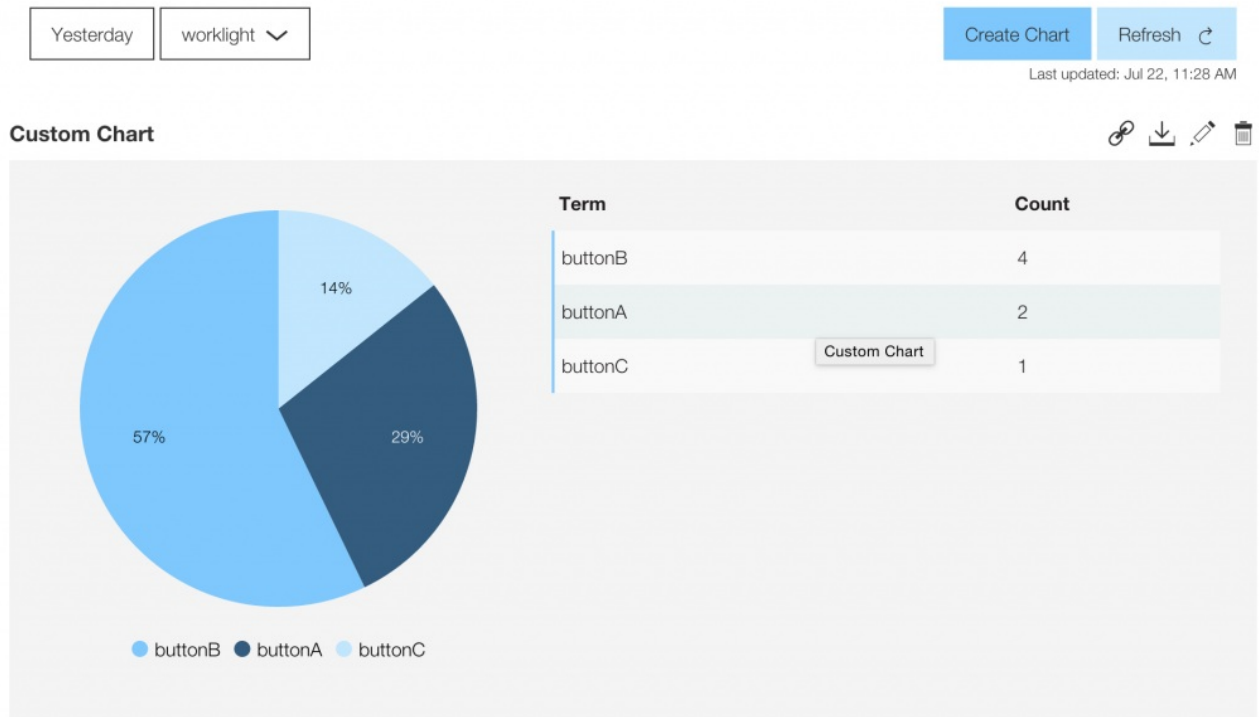 Yesterday worklight Create Chart Refresh
Last updated: Jul 22, 11:28 AM
Custom Chart
Term Count
buttonB 4
14%
buttonA 2
Custom Chart
buttonC 1
57% 29%
buttonB buttonA buttonC